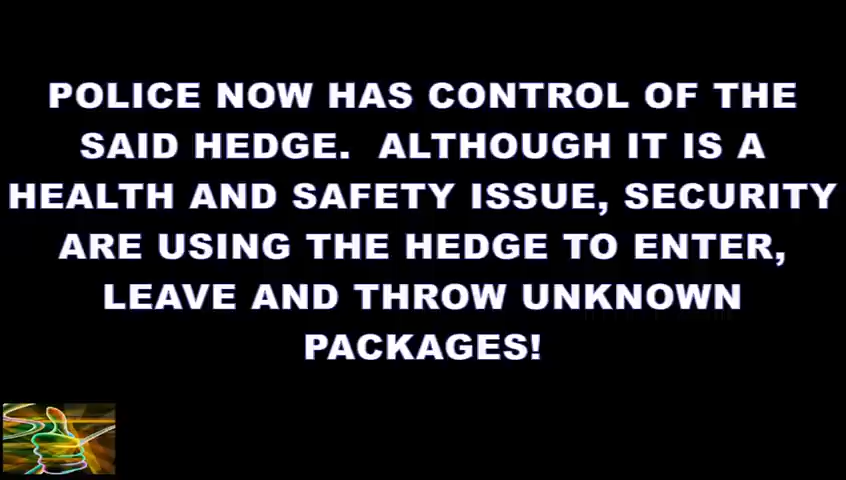 POLICE NOW HAS CONTROL OF THE
SAID HEDGE.  ALTHOUGH IT IS A
HEALTH AND SAFETY ISSUE, SECURITY
ARE USING THE HEDGE TO ENTER,
LEAVE AND THROW UNKNOWN
PACKAGES!